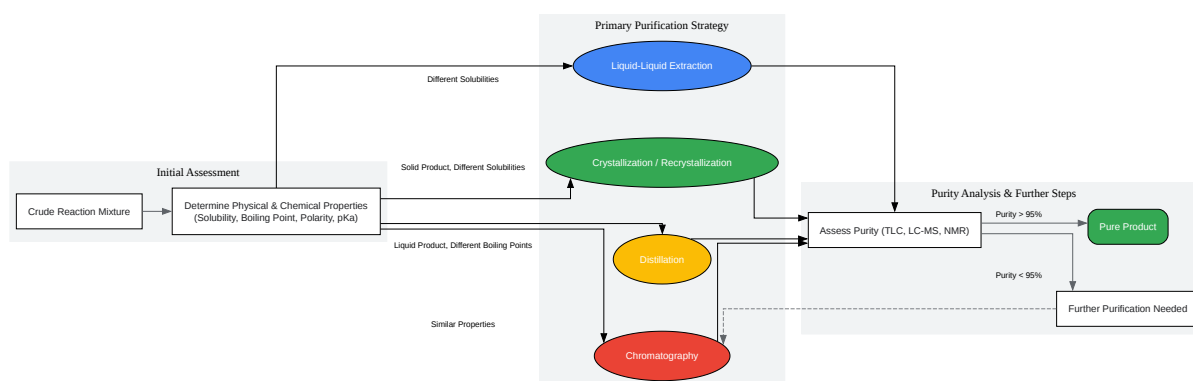 Primary Purification Strategy
Liquid-Liquid Extraction
Different Solubilities
Crystallization / Recrystallization
Solid Product, Different Solubilities
Initial Assessment
Crude Reaction Mixture
Determine Physical & Chemical Properties
(Solubility, Boiling Point, Polarity, pKa)
Liquid Product, Different Boiling Points
Distillation
Similar Properties
Chromatography
Purity Analysis & Further Steps
Assess Purity (TLC, LC-MS, NMR)
Purity > 95%
Pure Product
Purity < 95%
Further Purification Needed